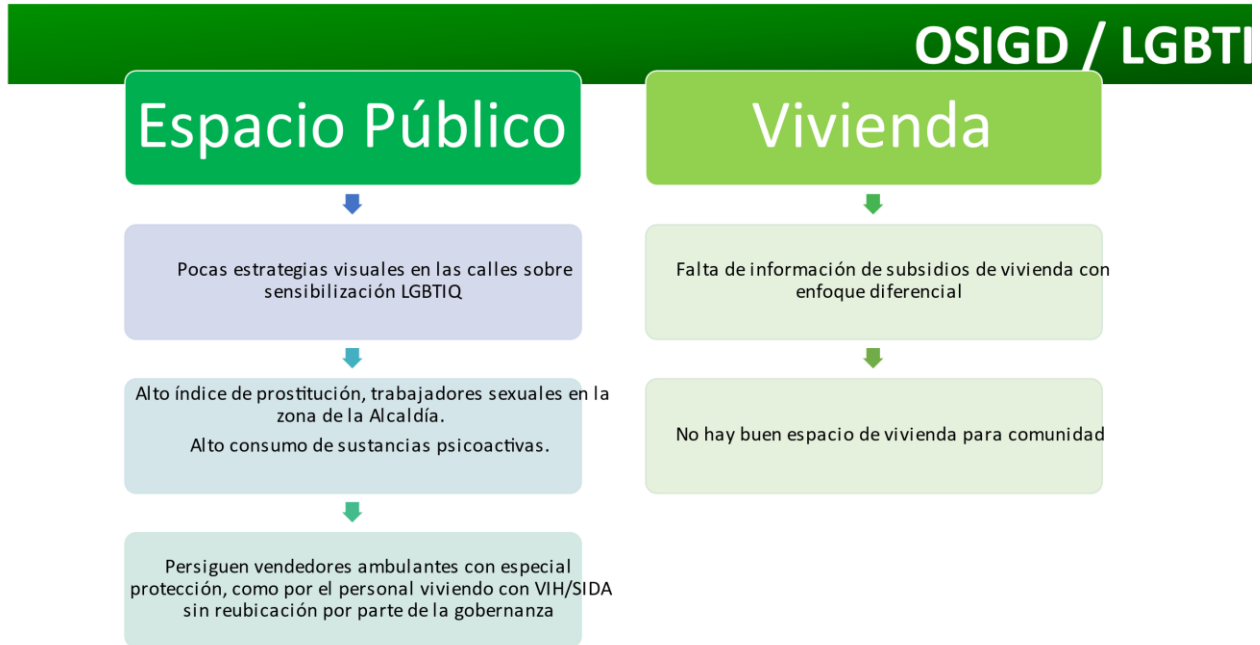 OSIGD / LGBTI
Espacio Público
Pocas estrategias visuales en las calles sobre
sensibilización LGBTIQ
Alto índice de prostitución, trabajadores sexuales en la
zona de la Alcaldía.
Alto consumo de sustancias psicoactivas.
Persiguen vendedores ambulantes con especial
protección, como por el personal viviendo con VIH/SIDA
sin reubicación por parte de la gobernanza
Vivienda
Falta de información de subsidios de vivienda con
enfoque diferencial
No hay buen espacio de vivienda para comunidad